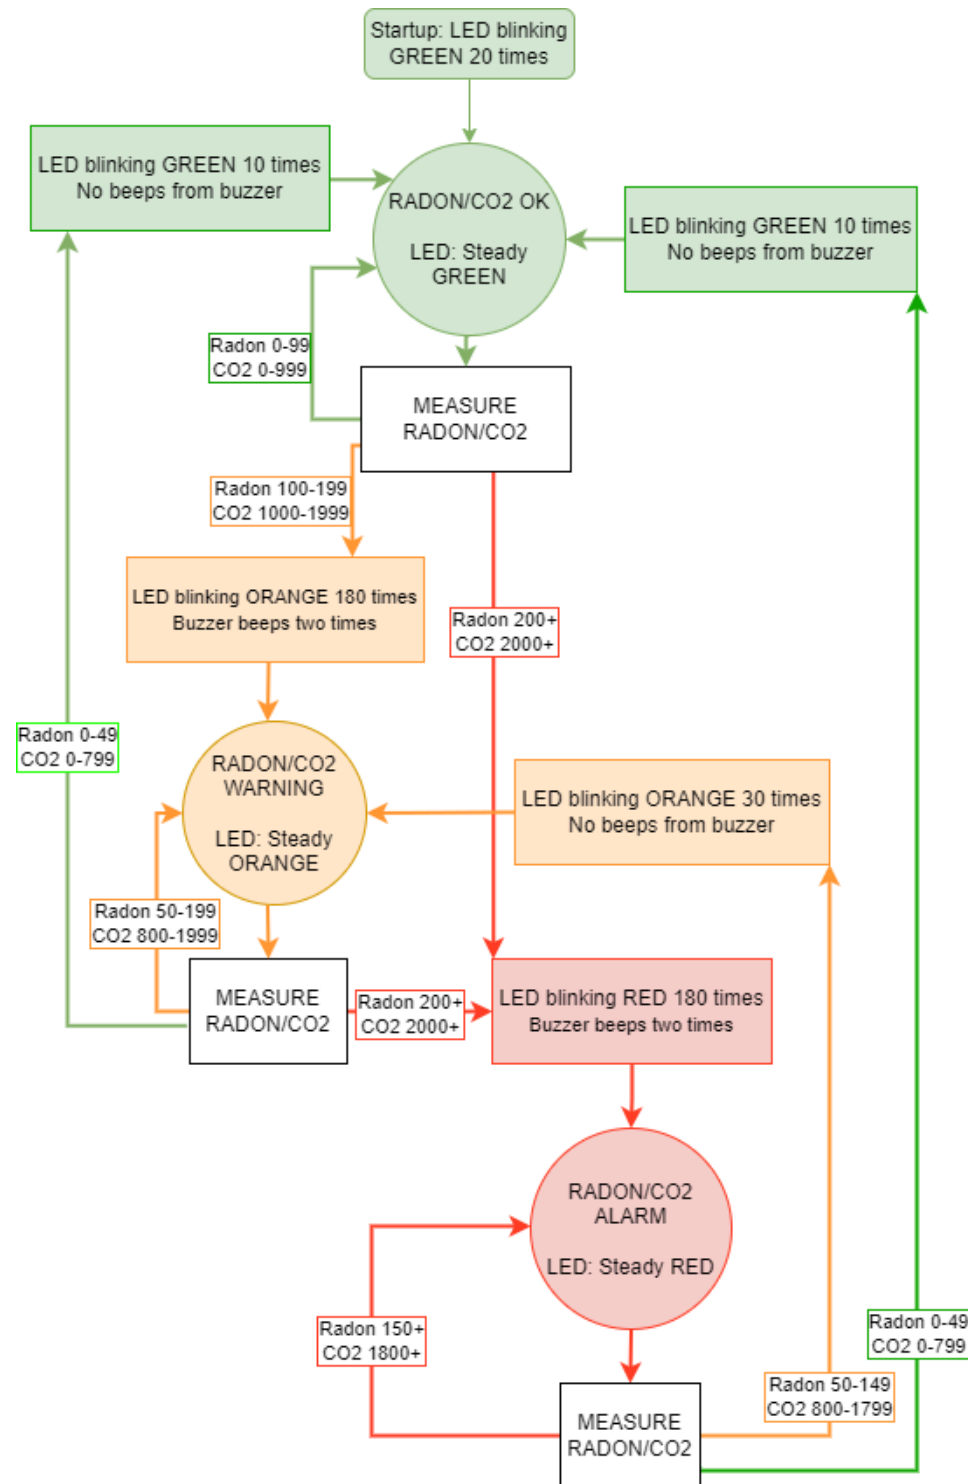 Startup: LED blinking
GREEN 20 times
LED blinking GREEN 10 times
No beeps from buzzer
RADON/CO2 OK
LED: Steady
GREEN
LED blinking GREEN 10 times
No beeps from buzzer
Radon 0-99
CO2 0-999
MEASURE
RADON/CO2
Radon 100-199
CO2 1000-1999
LED blinking ORANGE 180 times
Buzzer beeps two times
Radon 200+
CO2 2000+
Radon 0-49
CO2 0-799
RADON/CO2
WARNING
LED: Steady
ORANGE
LED blinking ORANGE 30 times
No beeps from buzzer
Radon 50-199
CO2 800-1999
MEASURE
RADON/CO2
Radon 200+
CO2 2000+
LED blinking RED 180 times
Buzzer beeps two times
RADON/CO2
ALARM
LED: Steady RED
Radon 150+
CO2 1800+
Radon 0-49
CO2 0-799
Radon 50-149
CO2 800-1799
MEASURE
RADON/CO2